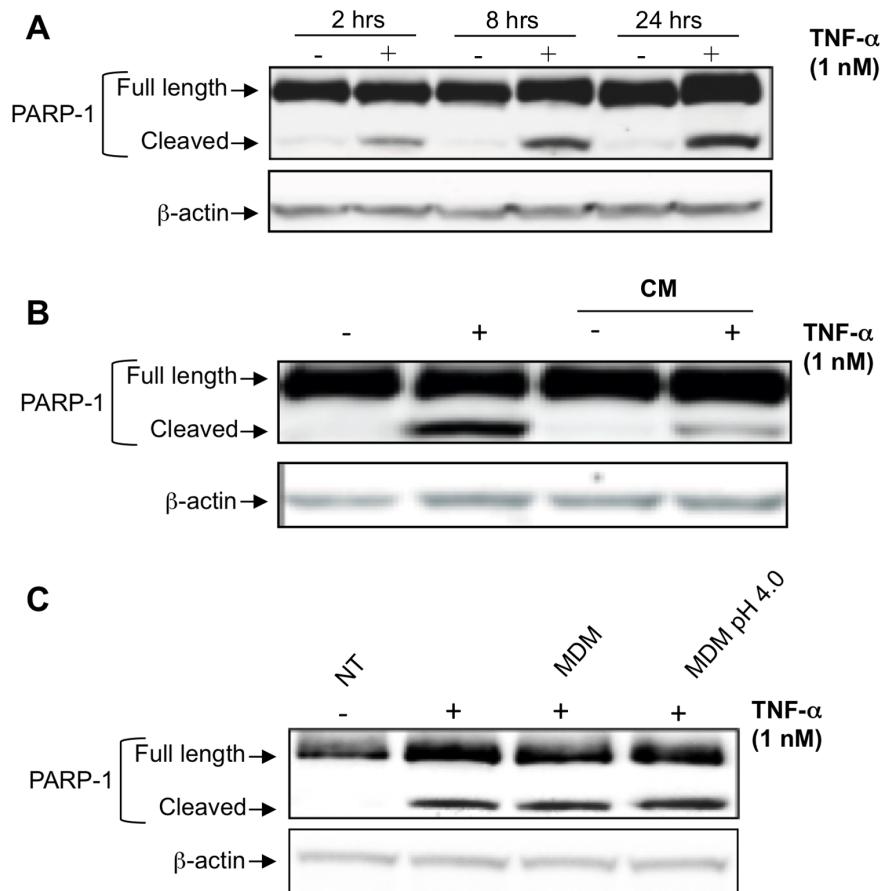 A
2 hrs 8 hrs 24 hrs
- + - + - + TNF-α
(1 nM)
Full length
PARP-1
Cleaved
β-actin
B
CM
- + - + TNF-α
(1 nM)
Full length
PARP-1
Cleaved
β-actin
C
NT MDM MDM pH 4.0
- + + + TNF-α
(1 nM)
Full length
PARP-1
Cleaved
β-actin